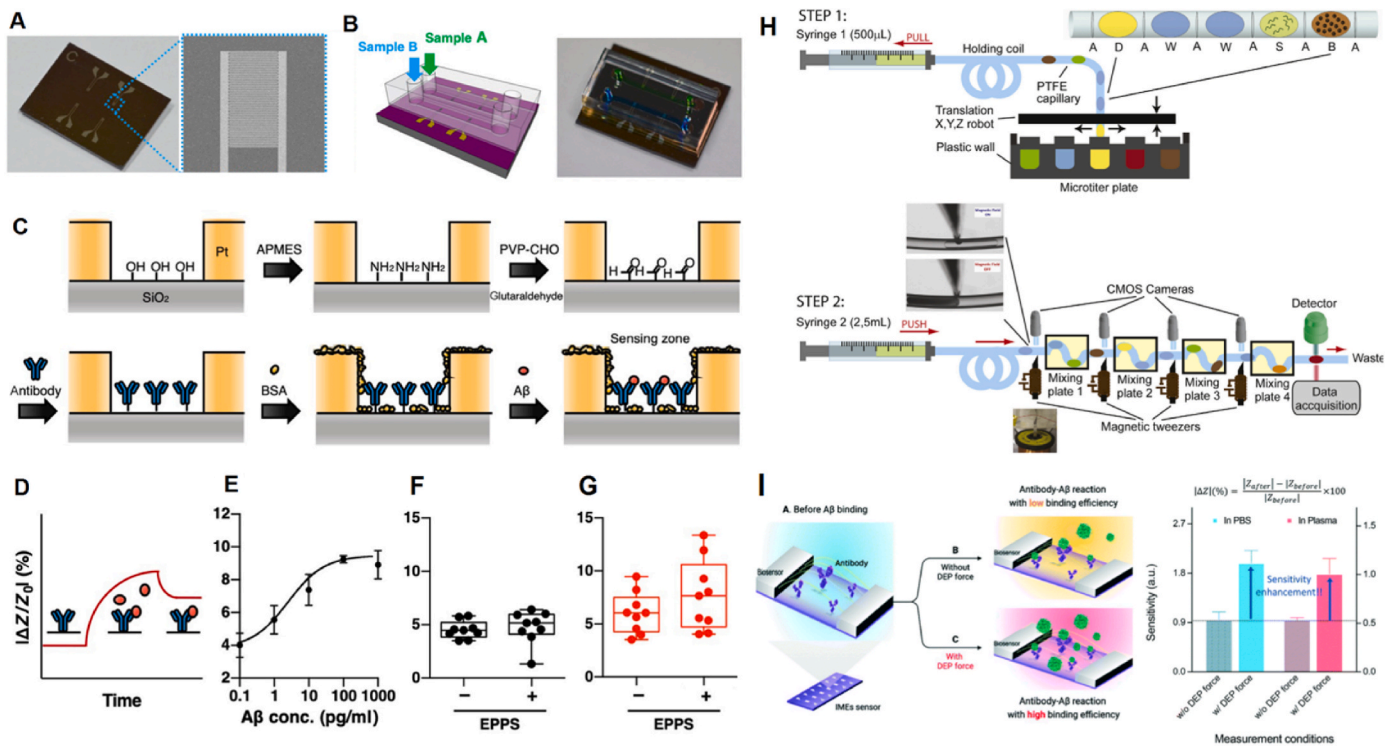 A
B
Sample B
Sample A
C
OH OH OH
Pt
SiO₂
APMES
NH2 NH2 NH2
PVP-CHO
Glutaraldehyde
H H H
Antibody
BSA
Aβ
Sensing zone
D
|ΔZ/Z₀| (%)
Time
E
12
10
8
6
4
2
0.1 1 10 100 1000
Aβ conc. (pg/ml)
F
15
10
5
0
− +
EPPS
G
15
10
5
0
− +
EPPS
H
STEP 1:
Syringe 1 (500µL)
PULL
Holding coil
PTFE
capillary
A D A W A W A S A B A
Translation
X,Y,Z robot
Plastic wall
Microtiter plate
STEP 2:
Syringe 2 (2,5mL)
PUSH
CMOS Cameras
Detector
Waste
Mixing
plate 1
Mixing
plate 2
Mixing
plate 3
Mixing
plate 4
Magnetic tweezers
Data
accquisition
I
A. Before Aβ binding
Biosensor
Antibody
IMEs sensor
B
Without
DEP force
C
With
DEP force
Antibody-Aβ reaction
with low binding efficiency
Biosensor
Biosensor
Antibody-Aβ reaction
with high binding efficiency
|ΔZ|(%) = |Z after| − |Z before| / |Z before| ×100
In PBS
In Plasma
Sensitivity (a.u.)
2.7
1.8
0.9
0.0
Sensitivity
enhancement!!
1.5
1.0
0.5
0.0
w/o DEP force
w/ DEP force
w/o DEP force
w/ DEP force
Measurement conditions